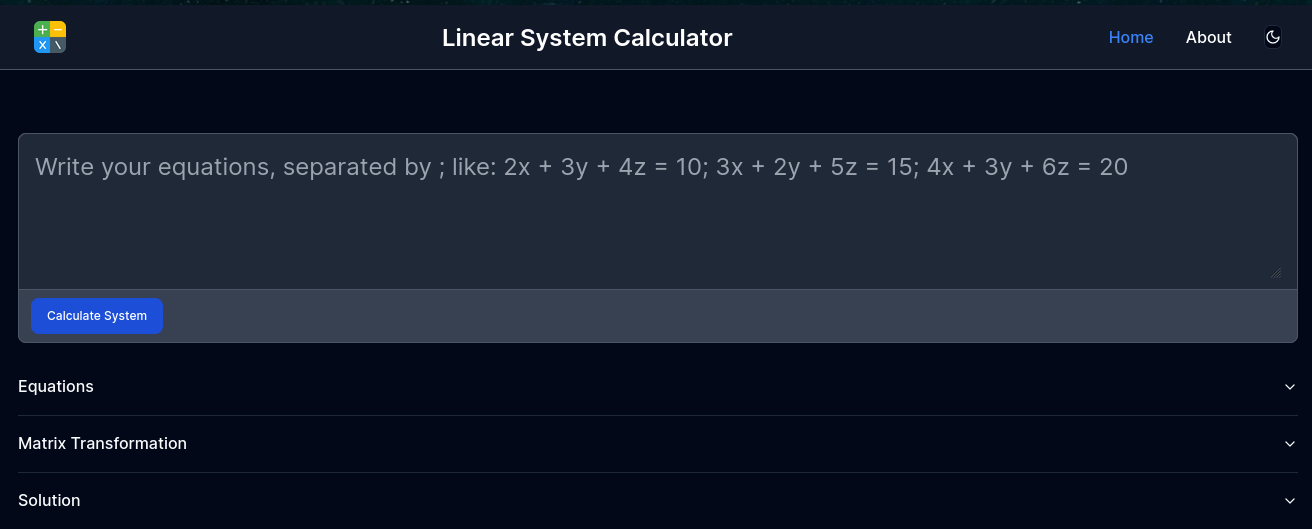 Linear System Calculator
Home
About
Write your equations, separated by ; like: 2x + 3y + 4z = 10; 3x + 2y + 5z = 15; 4x + 3y + 6z = 20
Calculate System
Equations
Matrix Transformation
Solution